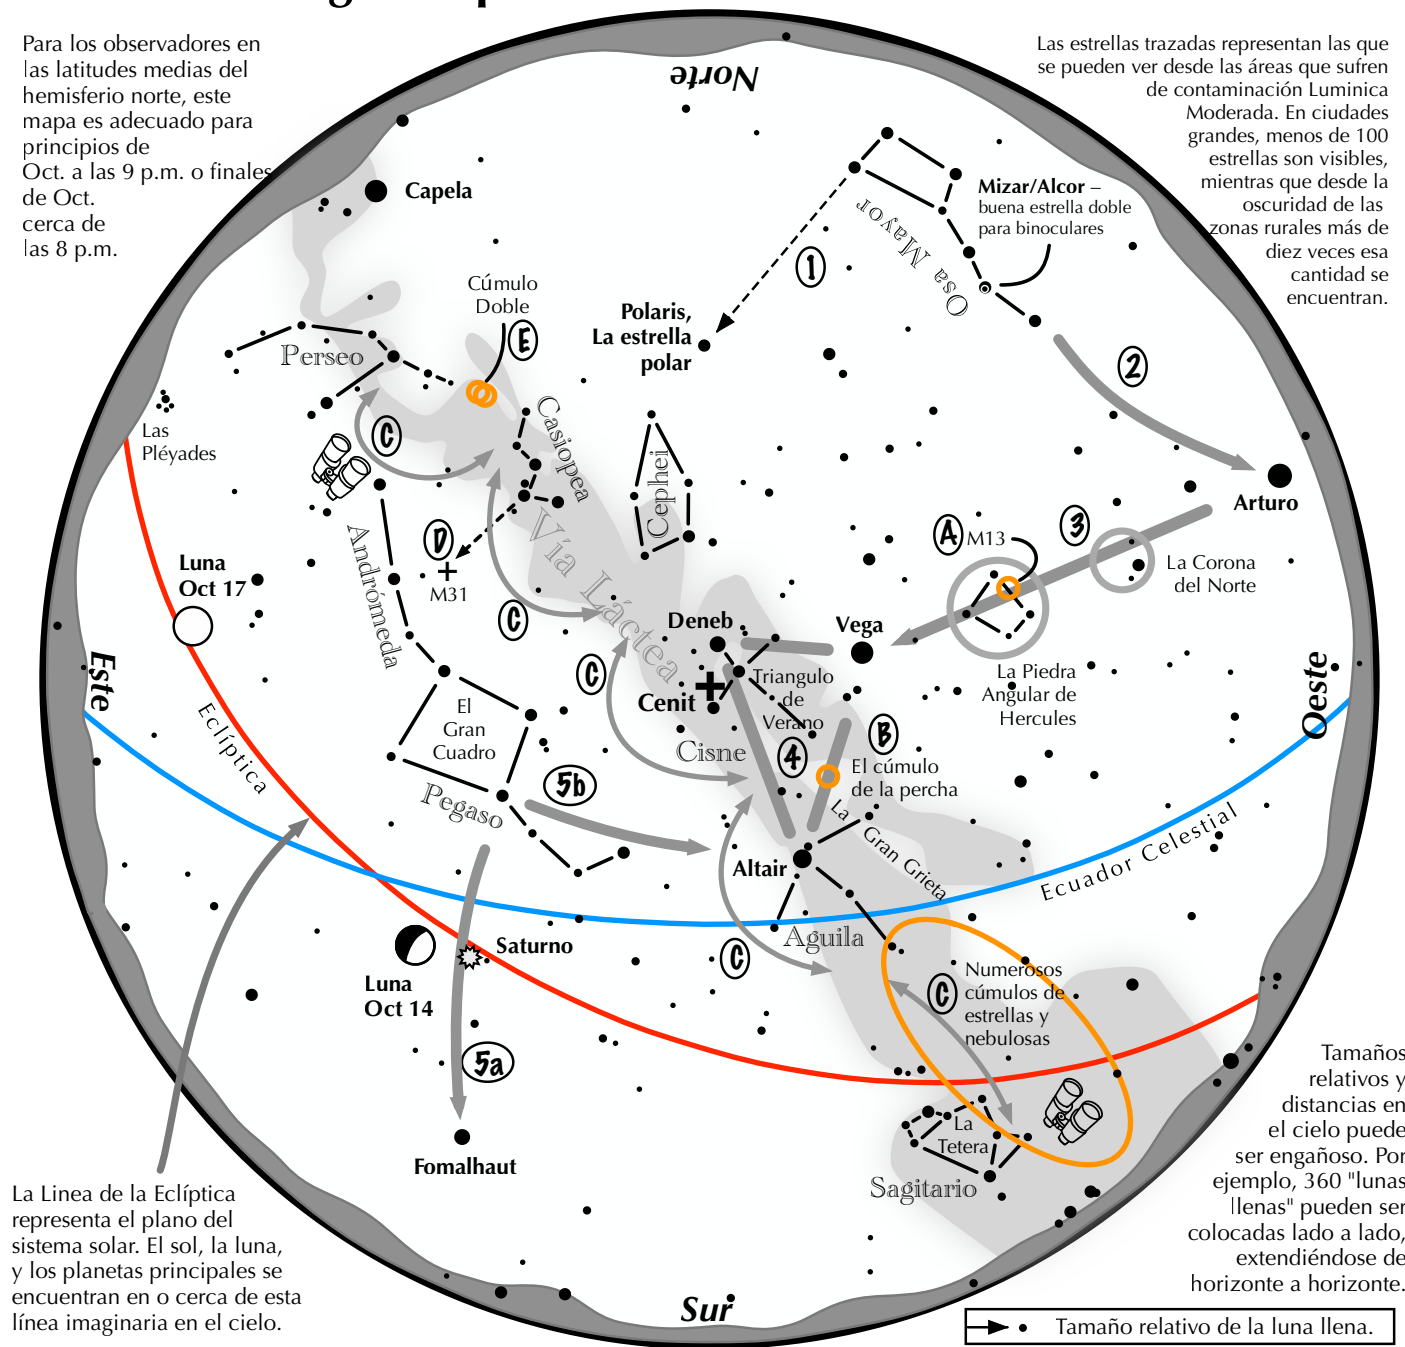 Para los observadores en
las latitudes medias del
hemisferio norte, este
mapa es adecuado para
principios de
Oct. a las 9 p.m. o finales
de Oct.
cerca de
las 8 p.m.
Norte
Las estrellas trazadas representan las que
se pueden ver desde las áreas que sufren
de contaminación Luminica
Moderada. En ciudades
grandes, menos de 100
estrellas son visibles,
mientras que desde la
oscuridad de las
zonas rurales más de
diez veces esa
cantidad se
encuentran.
Capela
Mizar/Alcor –
buena estrella doble
para binoculares
Osa Mayor
1
Cúmulo
Doble
E
Polaris,
La estrella
polar
Perseo
2
Las
Pléyades
C
Casiopea
Cephei
Arturo
Andrómeda
Vía Láctea
D
M31
A
M13
3
La Corona
del Norte
Luna
Oct 17
C
Deneb
Vega
Este
C
Cenit
Triangulo
de
Verano
La Piedra
Angular de
Hercules
Oeste
El
Gran
Cuadro
Cisne
4
B
El cúmulo
de la percha
Eclíptica
Pegaso
5b
La Gran Grieta
Ecuador Celestial
Altair
Aguila
Saturno
Luna
Oct 14
C
C
Numerosos
cúmulos de
estrellas y
nebulosas
5a
Fomalhaut
La
Tetera
Sagitario
Tamaños
relativos y
distancias en
el cielo puede
ser engañoso. Por
ejemplo, 360 "lunas
llenas" pueden ser
colocadas lado a lado,
extendiéndose de
horizonte a horizonte.
La Linea de la Eclíptica
representa el plano del
sistema solar. El sol, la luna,
y los planetas principales se
encuentran en o cerca de esta
línea imaginaria en el cielo.
Sur
Tamaño relativo de la luna llena.